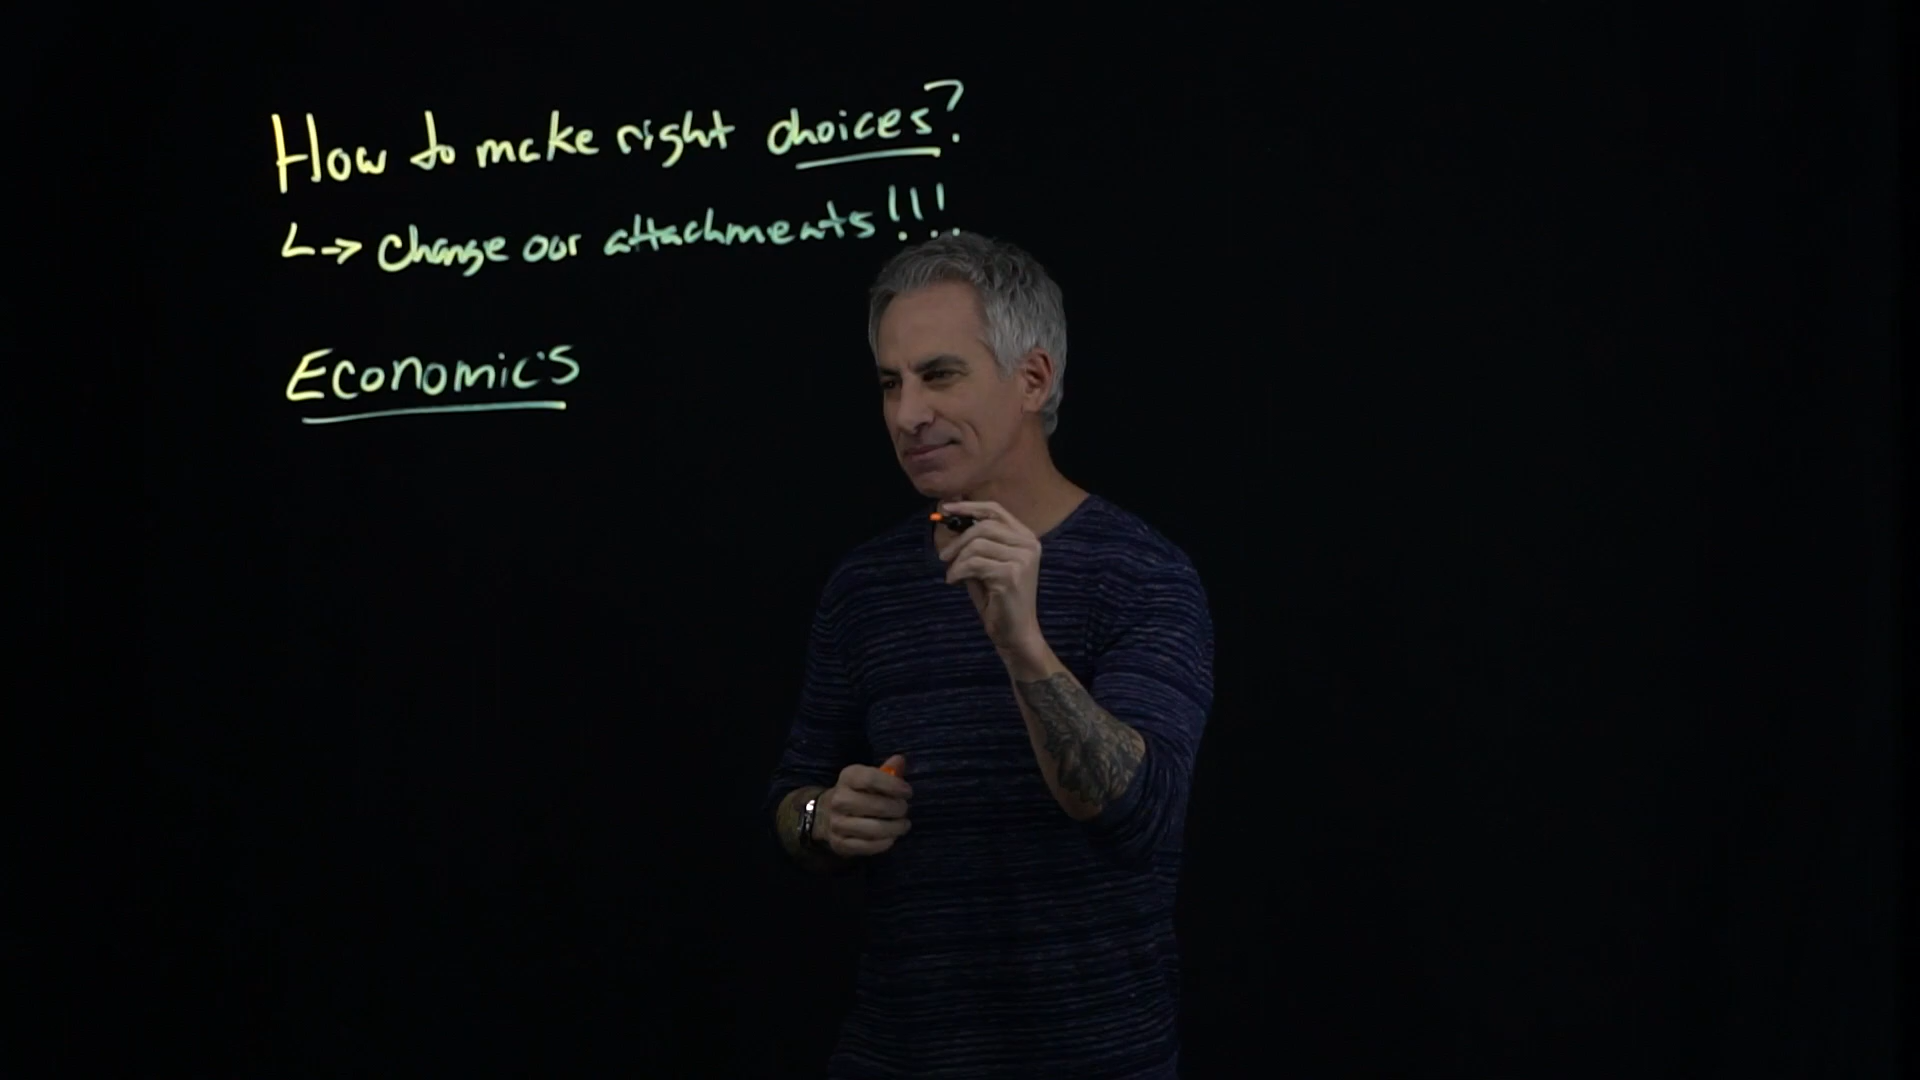 How to make right choices?
↳ change our attachments!!!
Economics